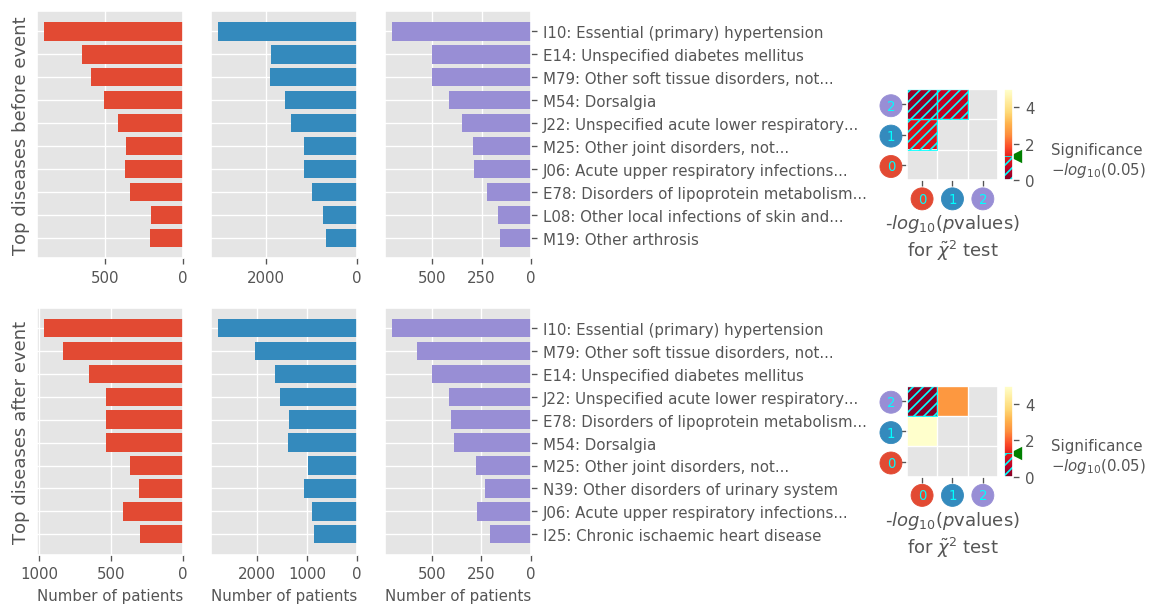 Top diseases before event
I10: Essential (primary) hypertension
E14: Unspecified diabetes mellitus
M79: Other soft tissue disorders, not...
M54: Dorsalgia
J22: Unspecified acute lower respiratory...
M25: Other joint disorders, not...
J06: Acute upper respiratory infections...
E78: Disorders of lipoprotein metabolism...
L08: Other local infections of skin and...
M19: Other arthrosis
500 0
2000 0
500 250 0
2
1
0
0 1 2
4
2
0
Significance
−log₁₀(0.05)
-log₁₀(pvalues)
for χ̃² test
Top diseases after event
I10: Essential (primary) hypertension
M79: Other soft tissue disorders, not...
E14: Unspecified diabetes mellitus
J22: Unspecified acute lower respiratory...
E78: Disorders of lipoprotein metabolism...
M54: Dorsalgia
M25: Other joint disorders, not...
N39: Other disorders of urinary system
J06: Acute upper respiratory infections...
I25: Chronic ischaemic heart disease
1000 500 0
2000 1000 0
500 250 0
Number of patients
Number of patients
Number of patients
2
1
0
0 1 2
4
2
0
Significance
−log₁₀(0.05)
-log₁₀(pvalues)
for χ̃² test